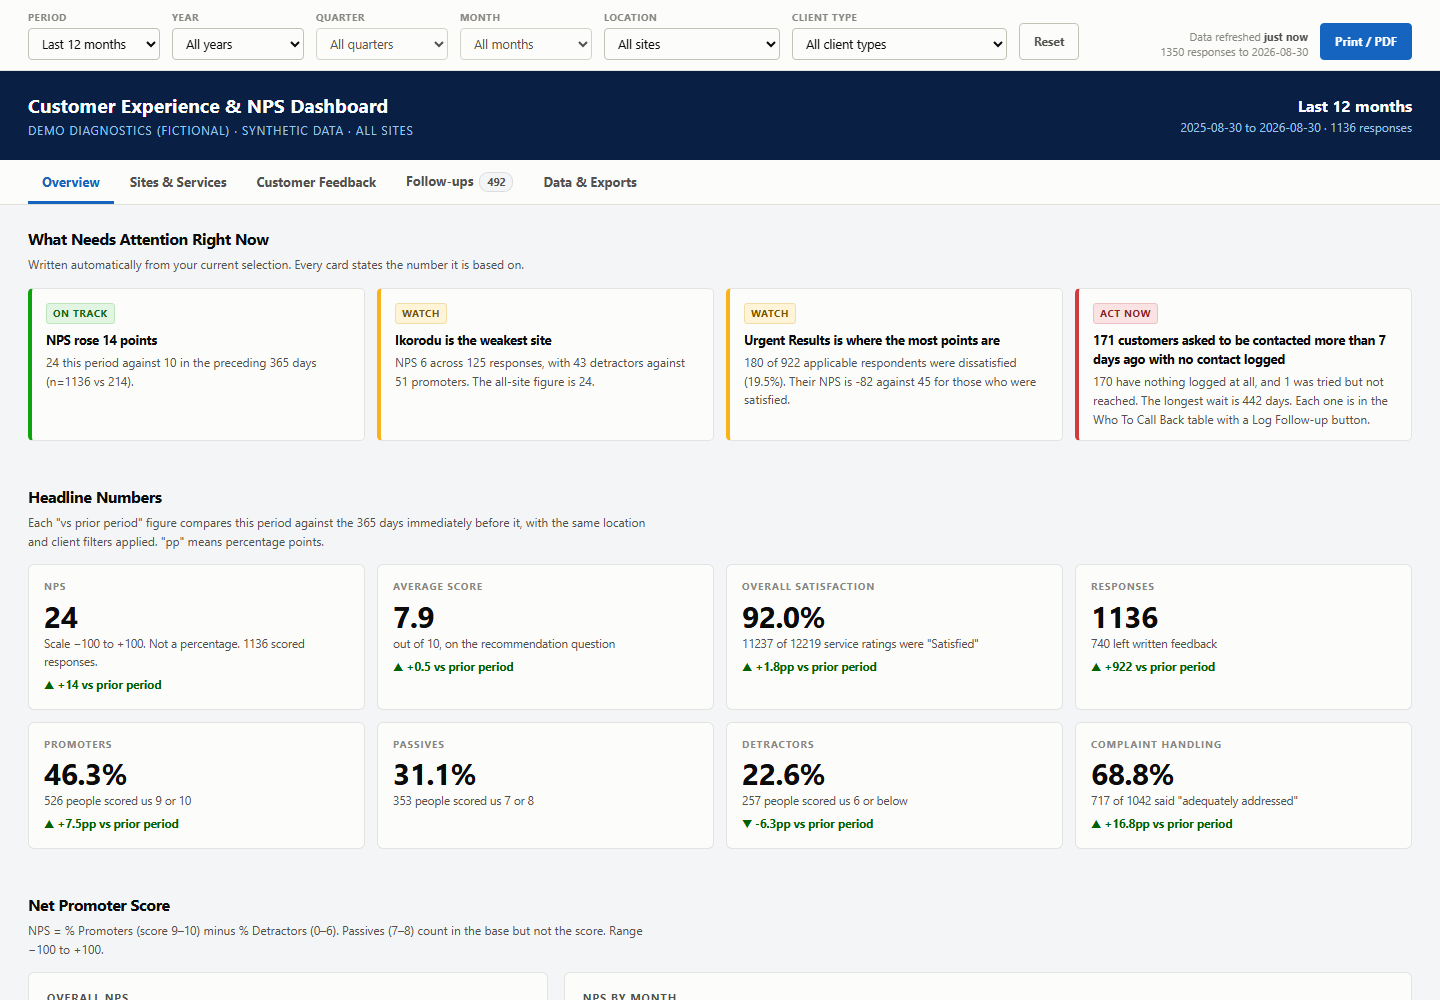 PERIOD
YEAR
QUARTER
MONTH
LOCATION
CLIENT TYPE
Last 12 months
All years
All quarters
All months
All sites
All client types
Reset
Data refreshed just now
1350 responses to 2026-08-30
Print / PDF
Customer Experience & NPS Dashboard
DEMO DIAGNOSTICS (FICTIONAL) · SYNTHETIC DATA · ALL SITES
Last 12 months
2025-08-30 to 2026-08-30 · 1136 responses
Overview
Sites & Services
Customer Feedback
Follow-ups 492
Data & Exports
What Needs Attention Right Now
Written automatically from your current selection. Every card states the number it is based on.
ON TRACK
NPS rose 14 points
24 this period against 10 in the preceding 365 days
(n=1136 vs 214).
WATCH
Ikorodu is the weakest site
NPS 6 across 125 responses, with 43 detractors against
51 promoters. The all-site figure is 24.
WATCH
Urgent Results is where the most points are
180 of 922 applicable respondents were dissatisfied
(19.5%). Their NPS is -82 against 45 for those who were
satisfied.
ACT NOW
171 customers asked to be contacted more than 7
days ago with no contact logged
170 have nothing logged at all, and 1 was tried but not
reached. The longest wait is 442 days. Each one is in the
Who To Call Back table with a Log Follow-up button.
Headline Numbers
Each "vs prior period" figure compares this period against the 365 days immediately before it, with the same location
and client filters applied. "pp" means percentage points.
NPS
24
Scale −100 to +100. Not a percentage. 1136 scored
responses.
▲ +14 vs prior period
AVERAGE SCORE
7.9
out of 10, on the recommendation question
▲ +0.5 vs prior period
OVERALL SATISFACTION
92.0%
11237 of 12219 service ratings were "Satisfied"
▲ +1.8pp vs prior period
RESPONSES
1136
740 left written feedback
▲ +922 vs prior period
PROMOTERS
46.3%
526 people scored us 9 or 10
▲ +7.5pp vs prior period
PASSIVES
31.1%
353 people scored us 7 or 8
DETRACTORS
22.6%
257 people scored us 6 or below
▼ -6.3pp vs prior period
COMPLAINT HANDLING
68.8%
717 of 1042 said "adequately addressed"
▲ +16.8pp vs prior period
Net Promoter Score
NPS = % Promoters (score 9–10) minus % Detractors (0–6). Passives (7–8) count in the base but not the score. Range
−100 to +100.
OVERALL NPS
NPS BY MONTH